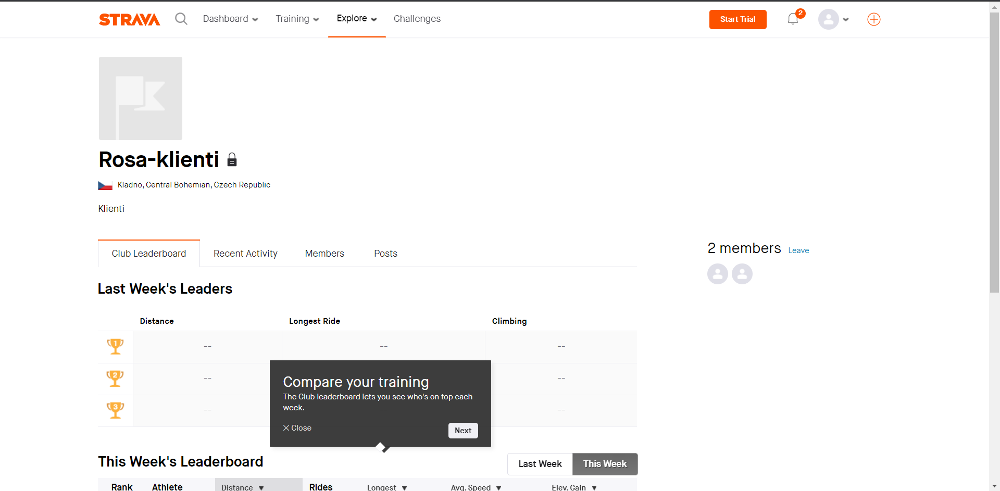 STRAVA Dashboard Training Explore Challenges Start Trial 2
Rosa-klienti
Kladno, Central Bohemian, Czech Republic
Klienti
Club Leaderboard Recent Activity Members Posts
2 members Leave
Last Week's Leaders
Distance Longest Ride Climbing
1 -- -- --
2 -- --
3 -- -- --
Compare your training
The Club leaderboard lets you see who's on top each
week.
Close
Next
This Week's Leaderboard
Last Week This Week
Rank Athlete Distance Rides Longest Avg. Speed Elev. Gain